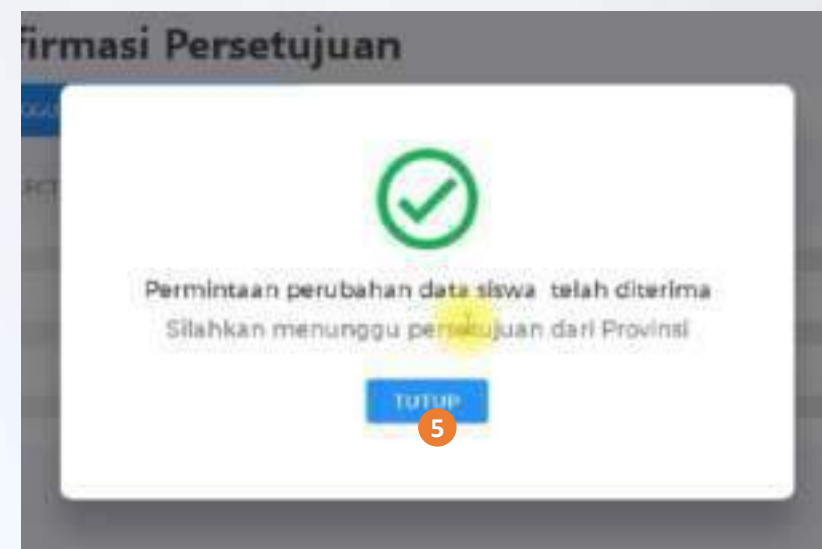 firmasi Persetujuan
Permintaan perubahan data siswa telah diterima
Silahkan menunggu persetujuan dari Provinsi
TUTUP
5